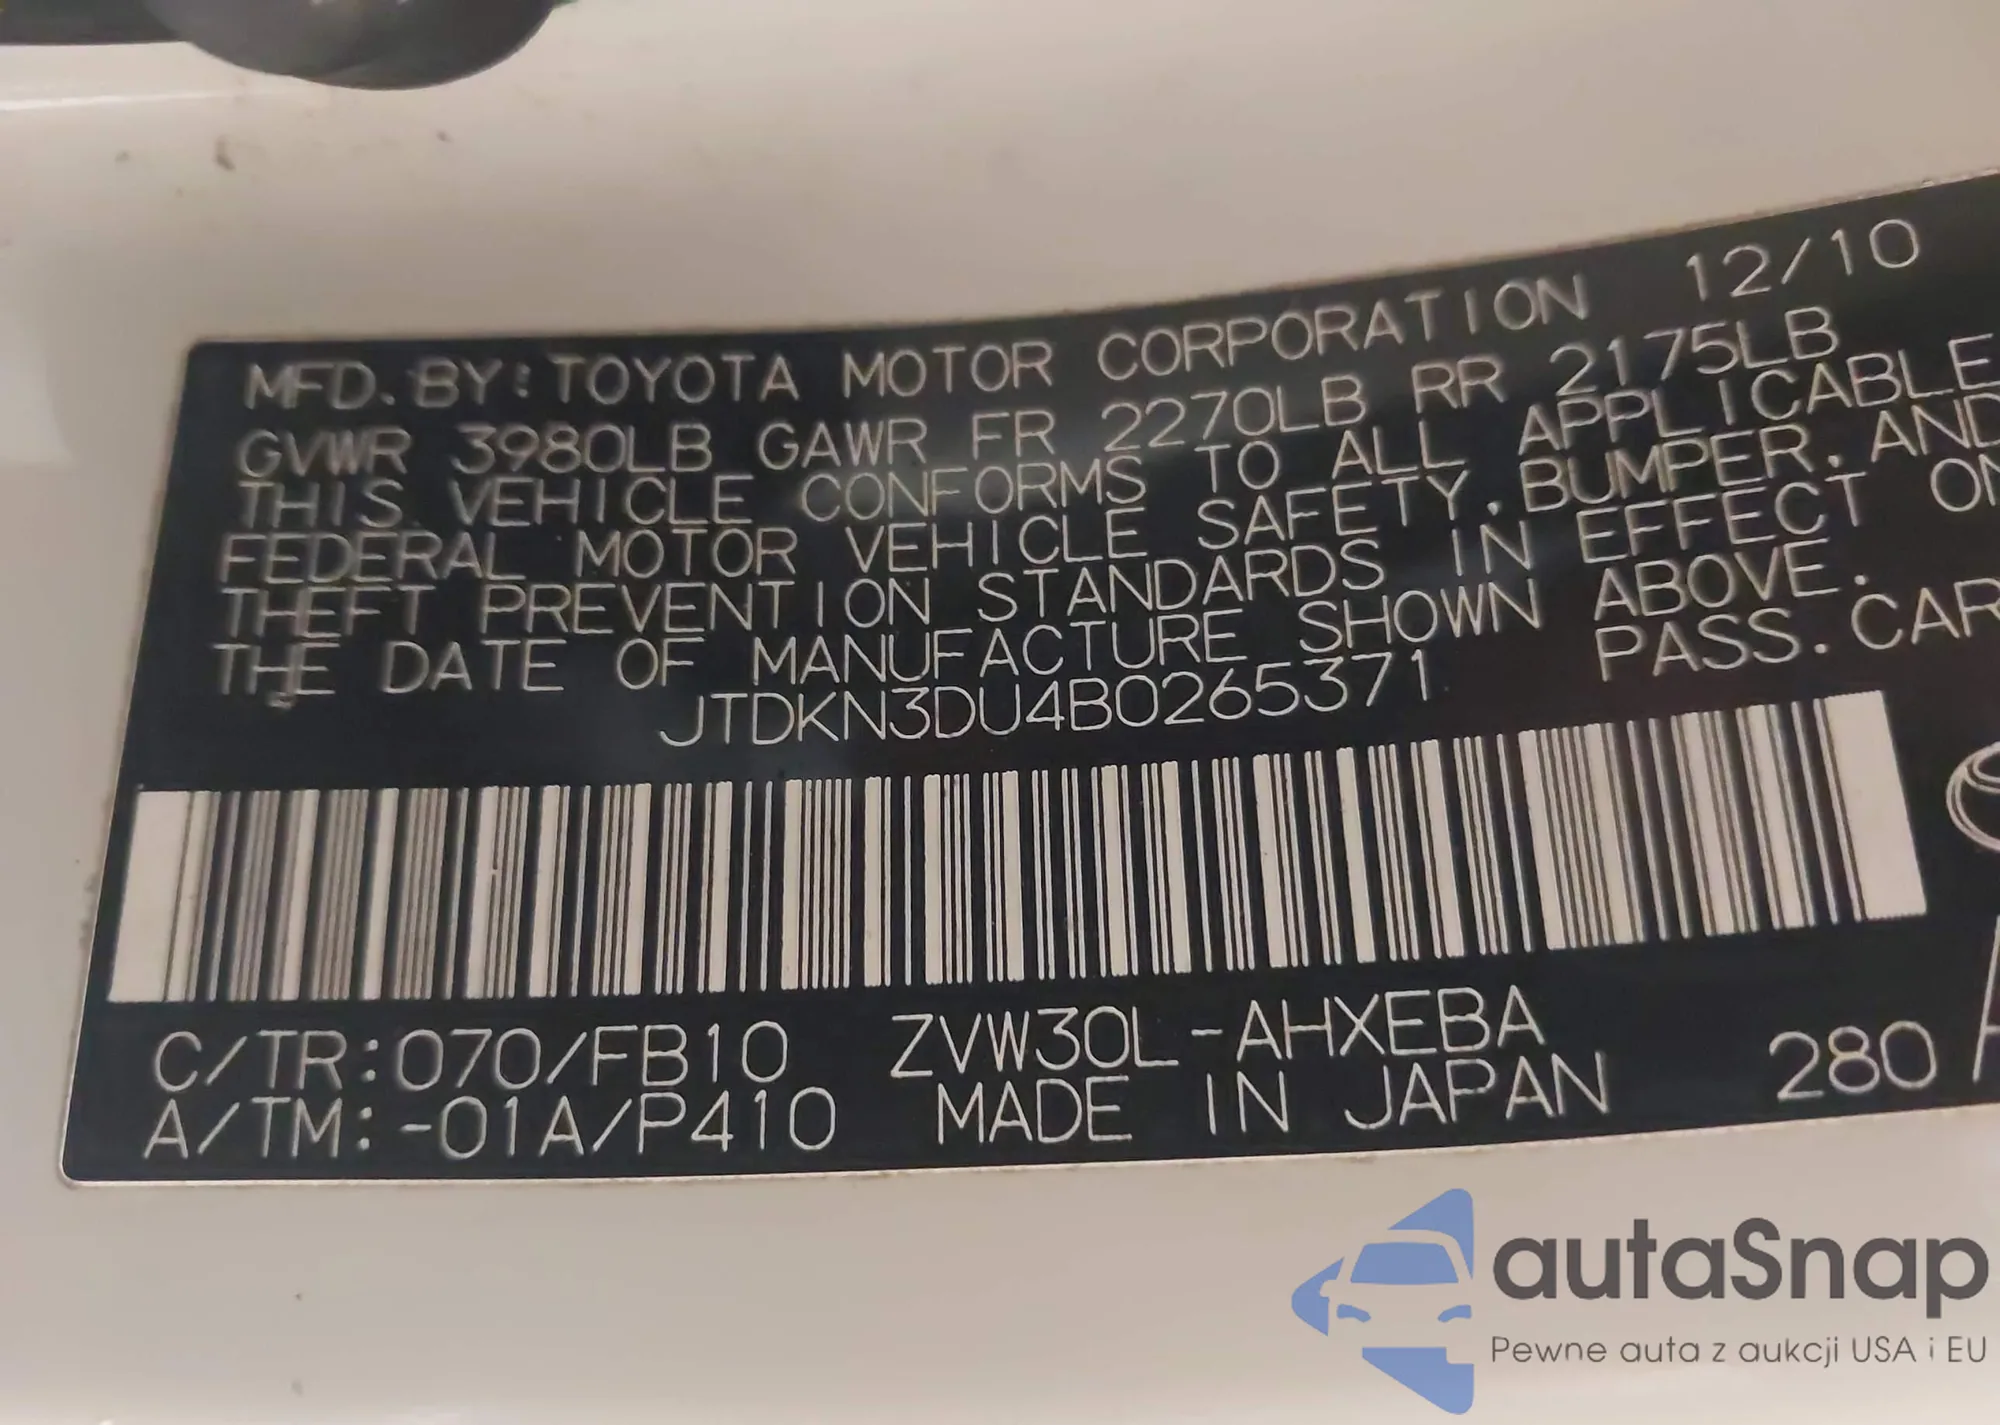 MFD. BY: TOYOTA MOTOR CORPORATION 12/10
GVWR 3980LB GAWR FR 2270LB RR 2175LB
THIS VEHICLE CONFORMS TO ALL APPLICABLE
FEDERAL MOTOR VEHICLE SAFETY, BUMPER, AND
THEFT PREVENTION STANDARDS IN EFFECT ON
THE DATE OF MANUFACTURE SHOWN ABOVE.
JTDKN3DU4B0265371 PASS. CAR
C/TR: 070/FB10 ZVW30L-AHXEBA
A/TM: -01A/P410 MADE IN JAPAN 280
autaSnap
Pewne auta z aukcji USA i EU